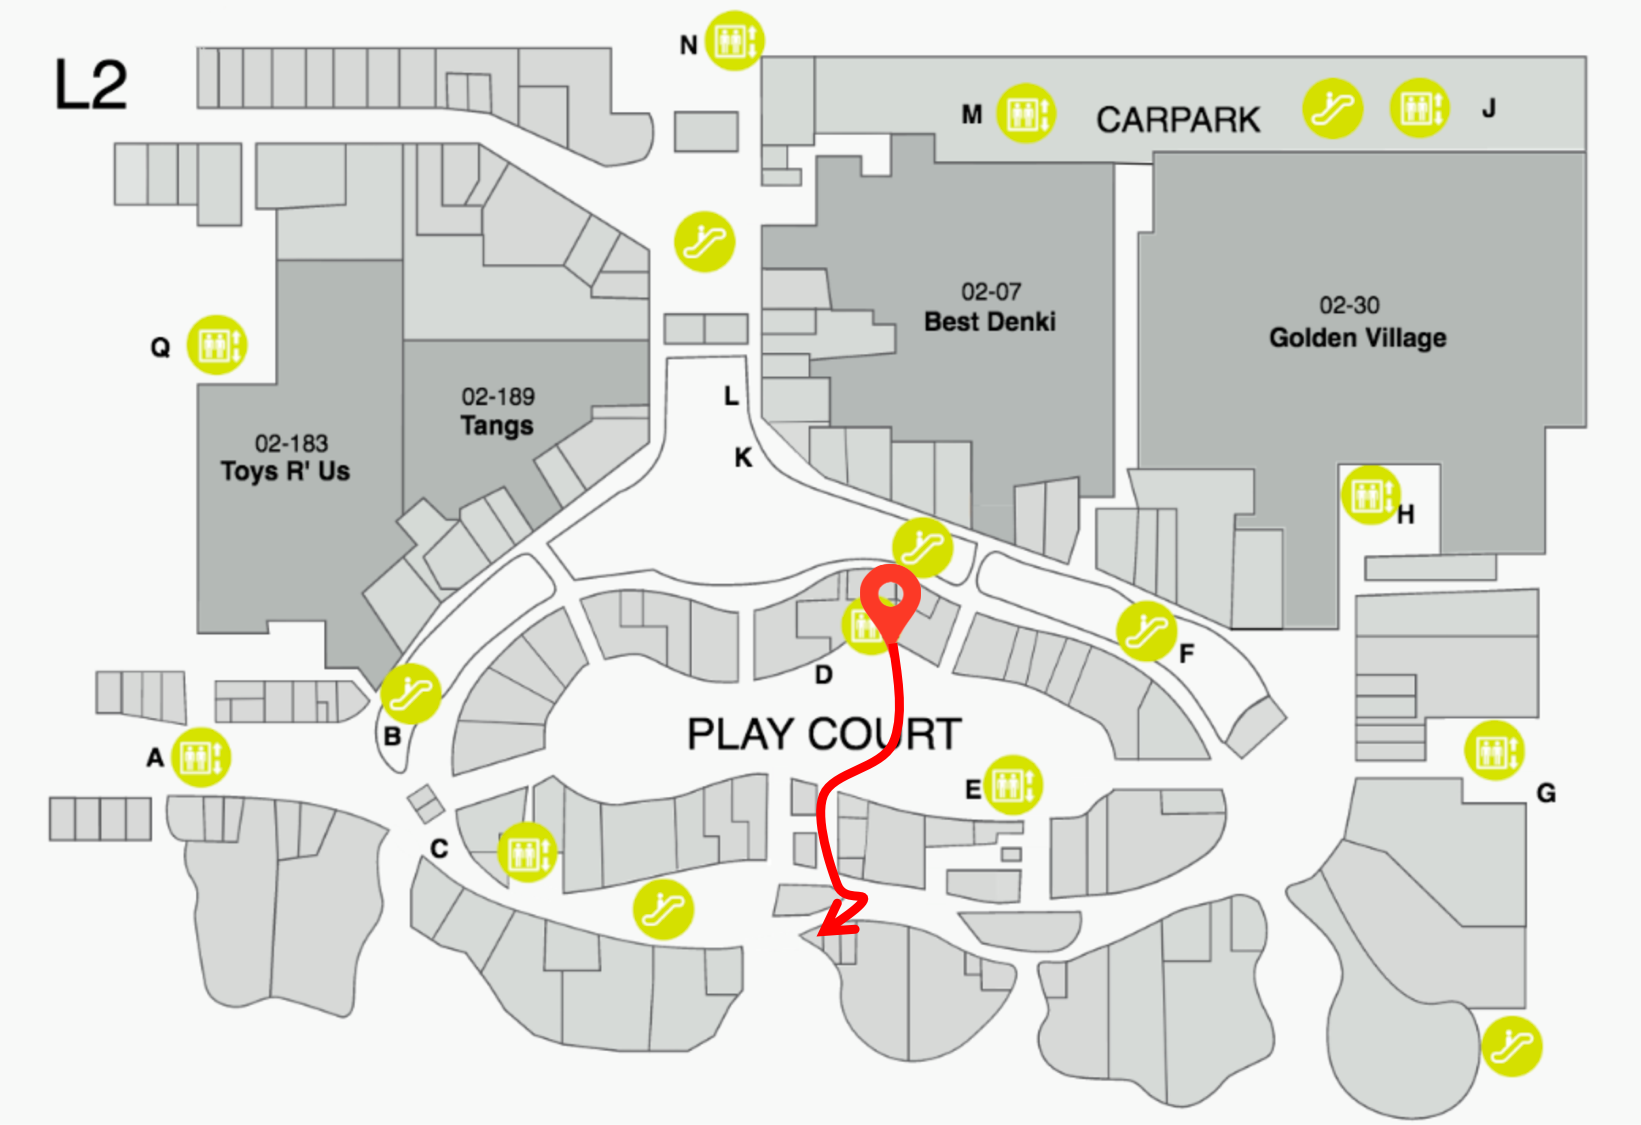 N
L2
M
CARPARK
J
02-07
Best Denki
02-30
Golden Village
Q
02-189
Tangs
L
02-183
Toys R' Us
K
H
F
D
B
PLAY COURT
A
E
G
C